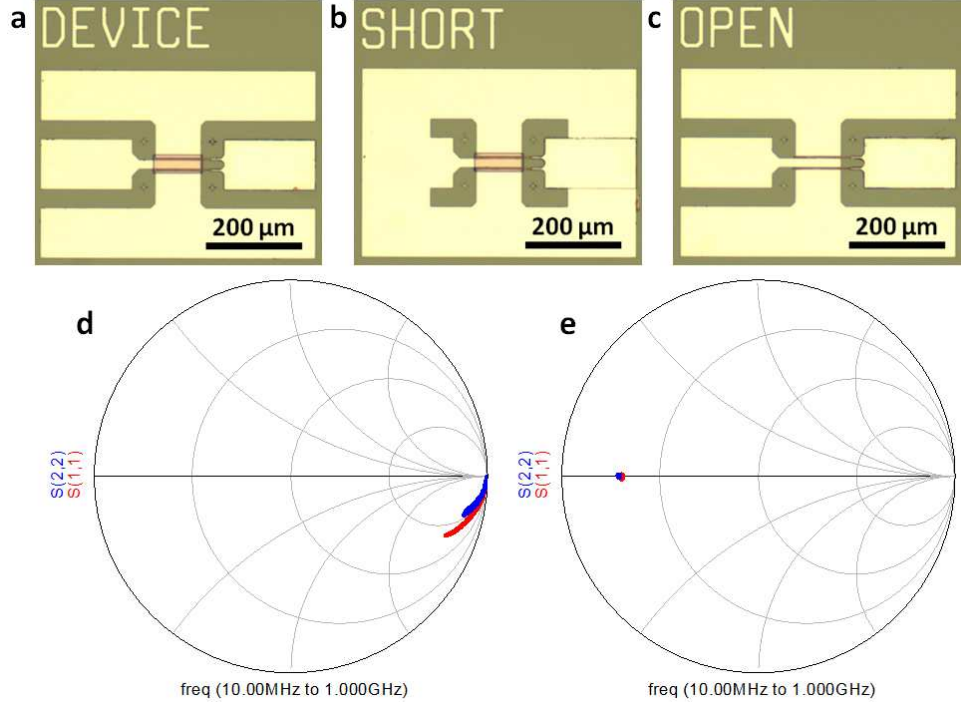 a
DEVICE
200 µm
b
SHORT
200 µm
c
OPEN
200 µm
d
S(2,2)
S(1,1)
freq (10.00MHz to 1.000GHz)
e
S(2,2)
S(1,1)
freq (10.00MHz to 1.000GHz)